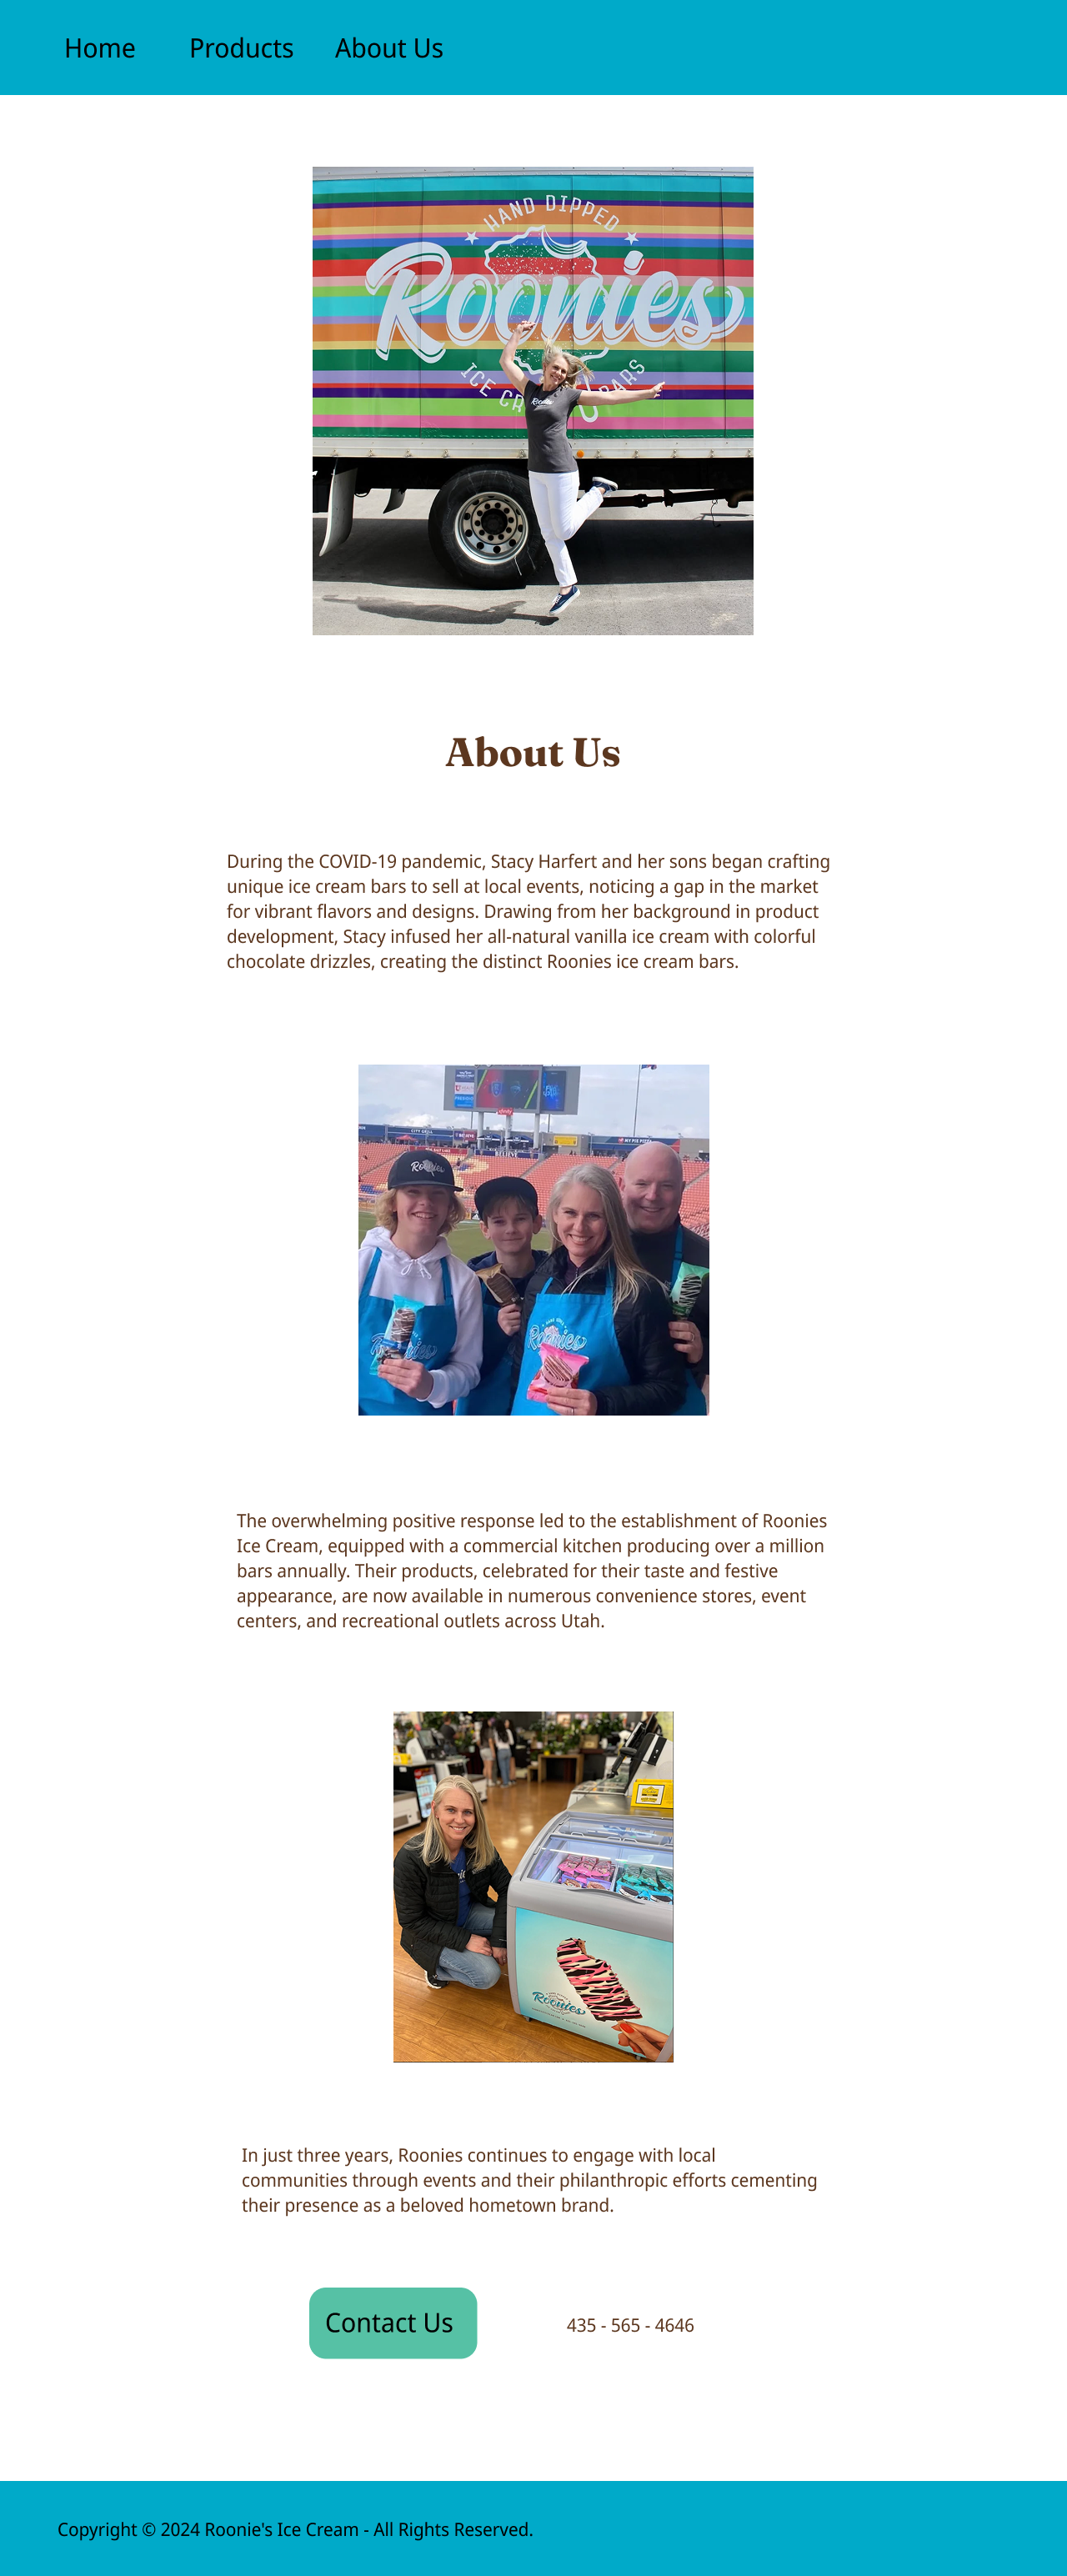 Home Products About Us
HAND DIPPED
Roonies
ICE CR BARS
Roonies
About Us
During the COVID-19 pandemic, Stacy Harfert and her sons began crafting
unique ice cream bars to sell at local events, noticing a gap in the market
for vibrant flavors and designs. Drawing from her background in product
development, Stacy infused her all-natural vanilla ice cream with colorful
chocolate drizzles, creating the distinct Roonies ice cream bars.
Roonies
Roonies
Roonies
The overwhelming positive response led to the establishment of Roonies
Ice Cream, equipped with a commercial kitchen producing over a million
bars annually. Their products, celebrated for their taste and festive
appearance, are now available in numerous convenience stores, event
centers, and recreational outlets across Utah.
Roonies
In just three years, Roonies continues to engage with local
communities through events and their philanthropic efforts cementing
their presence as a beloved hometown brand.
Contact Us 435 - 565 - 4646
Copyright © 2024 Roonie's Ice Cream - All Rights Reserved.